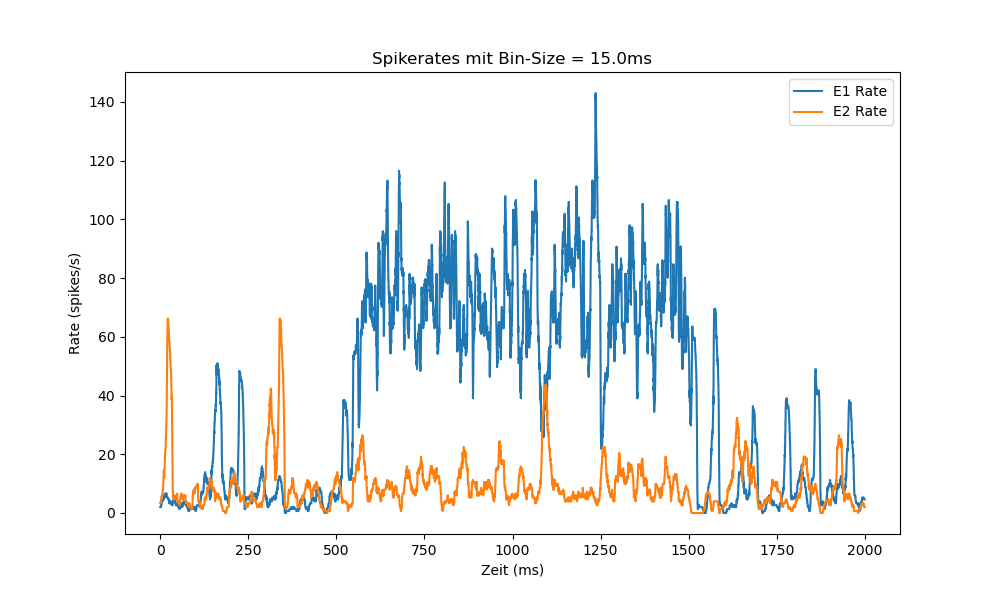 Spikerates mit Bin-Size = 15.0ms
E1 Rate
E2 Rate
140
120
100
80
60
40
20
0
Rate (spikes/s)
0 250 500 750 1000 1250 1500 1750 2000
Zeit (ms)